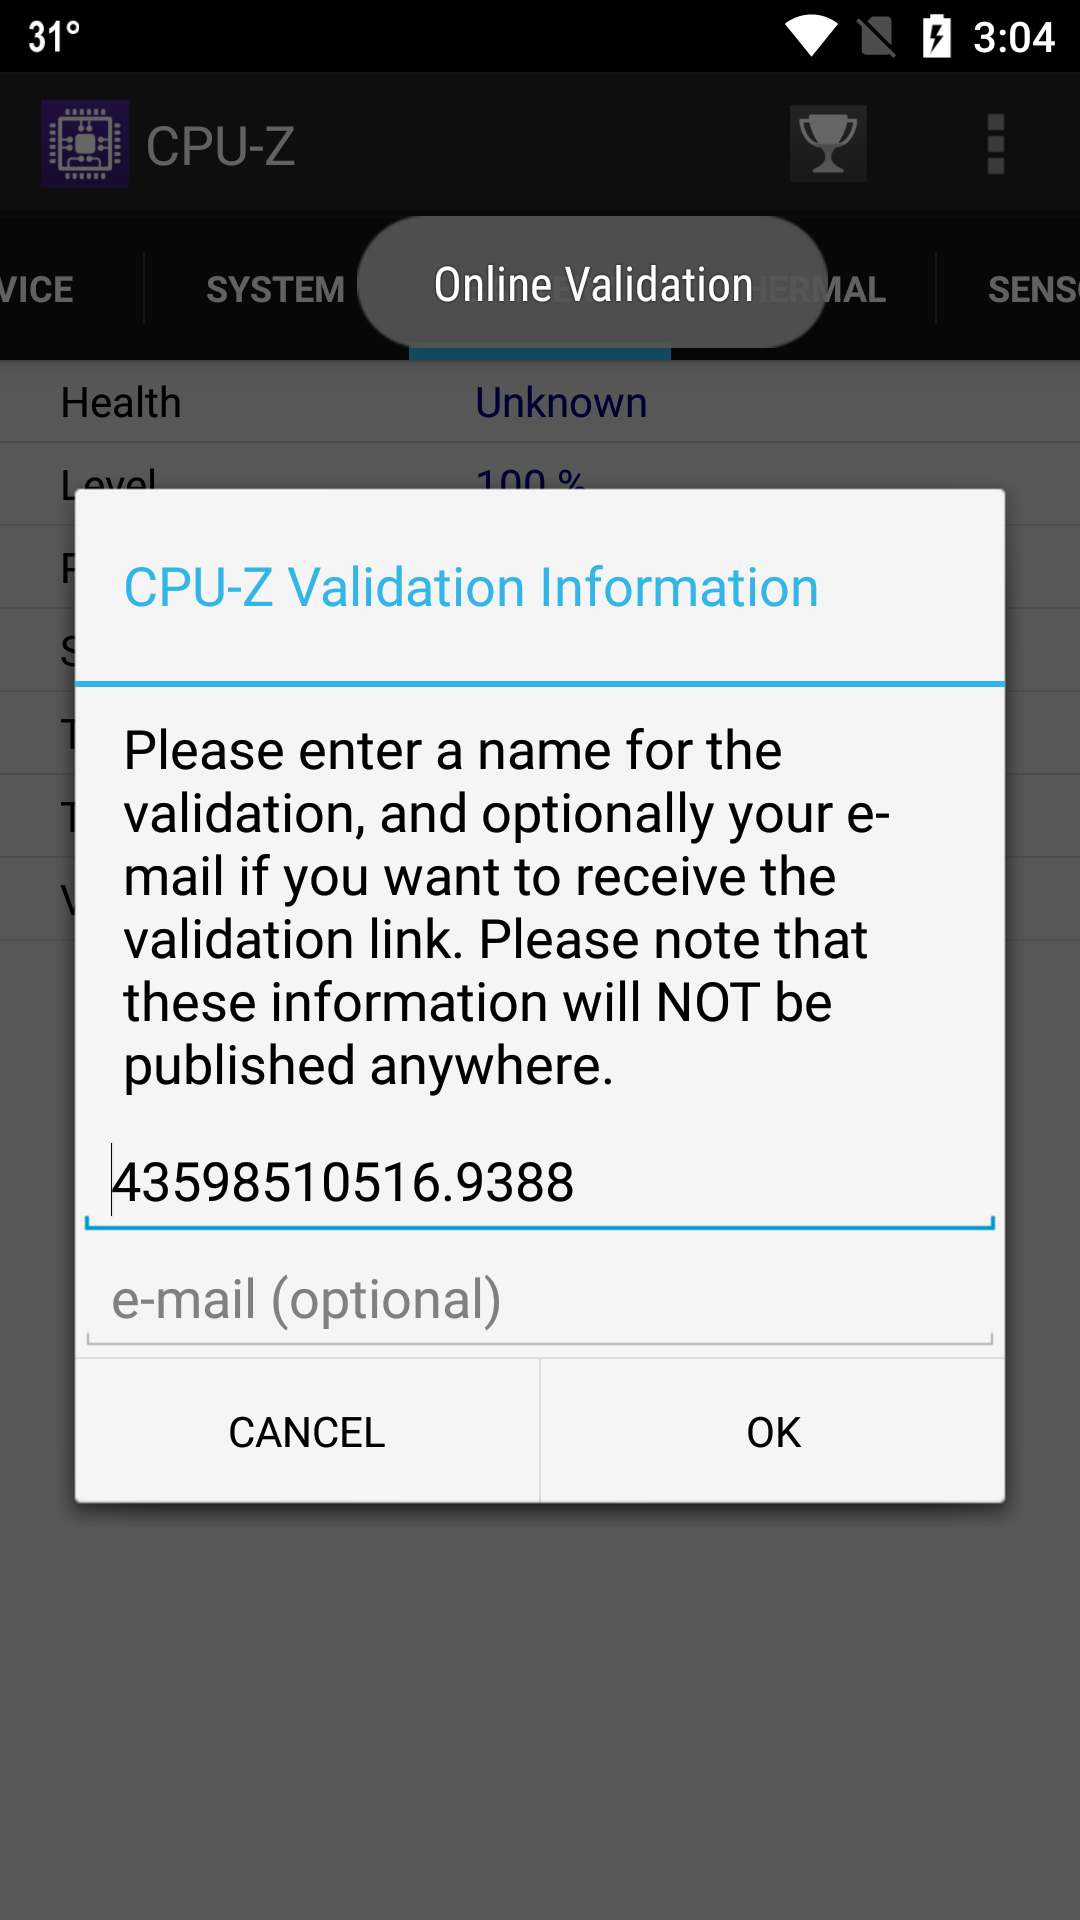 31° 3:04
CPU-Z
VICE SYSTEM Online Validation HERMAL SENS
Health Unknown
Level 100 %
CPU-Z Validation Information
Please enter a name for the
validation, and optionally your e-
mail if you want to receive the
validation link. Please note that
these information will NOT be
published anywhere.
43598510516.9388
e-mail (optional)
CANCEL OK